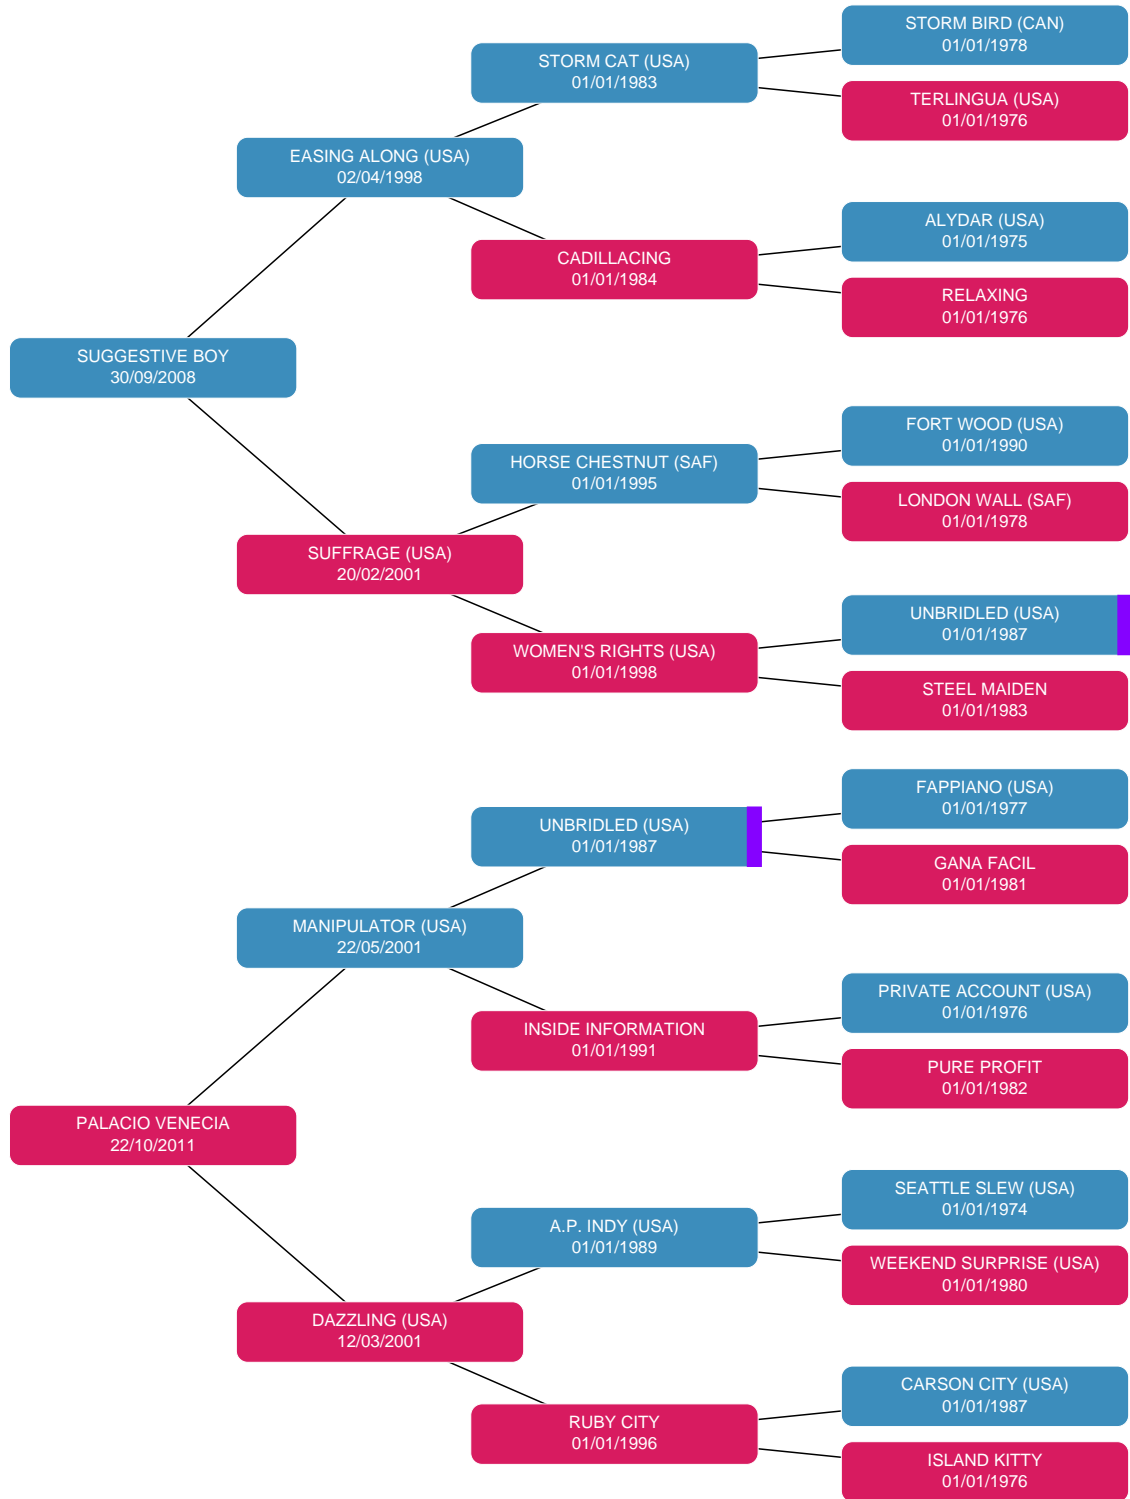 STORM BIRD (CAN)
01/01/1978
STORM CAT (USA)
01/01/1983
TERLINGUA (USA)
01/01/1976
EASING ALONG (USA)
02/04/1998
ALYDAR (USA)
01/01/1975
CADILLACING
01/01/1984
RELAXING
01/01/1976
SUGGESTIVE BOY
30/09/2008
FORT WOOD (USA)
01/01/1990
HORSE CHESTNUT (SAF)
01/01/1995
LONDON WALL (SAF)
01/01/1978
SUFFRAGE (USA)
20/02/2001
UNBRIDLED (USA)
01/01/1987
WOMEN'S RIGHTS (USA)
01/01/1998
STEEL MAIDEN
01/01/1983
FAPPIANO (USA)
01/01/1977
UNBRIDLED (USA)
01/01/1987
GANA FACIL
01/01/1981
MANIPULATOR (USA)
22/05/2001
PRIVATE ACCOUNT (USA)
01/01/1976
INSIDE INFORMATION
01/01/1991
PURE PROFIT
01/01/1982
PALACIO VENECIA
22/10/2011
SEATTLE SLEW (USA)
01/01/1974
A.P. INDY (USA)
01/01/1989
WEEKEND SURPRISE (USA)
01/01/1980
DAZZLING (USA)
12/03/2001
CARSON CITY (USA)
01/01/1987
RUBY CITY
01/01/1996
ISLAND KITTY
01/01/1976